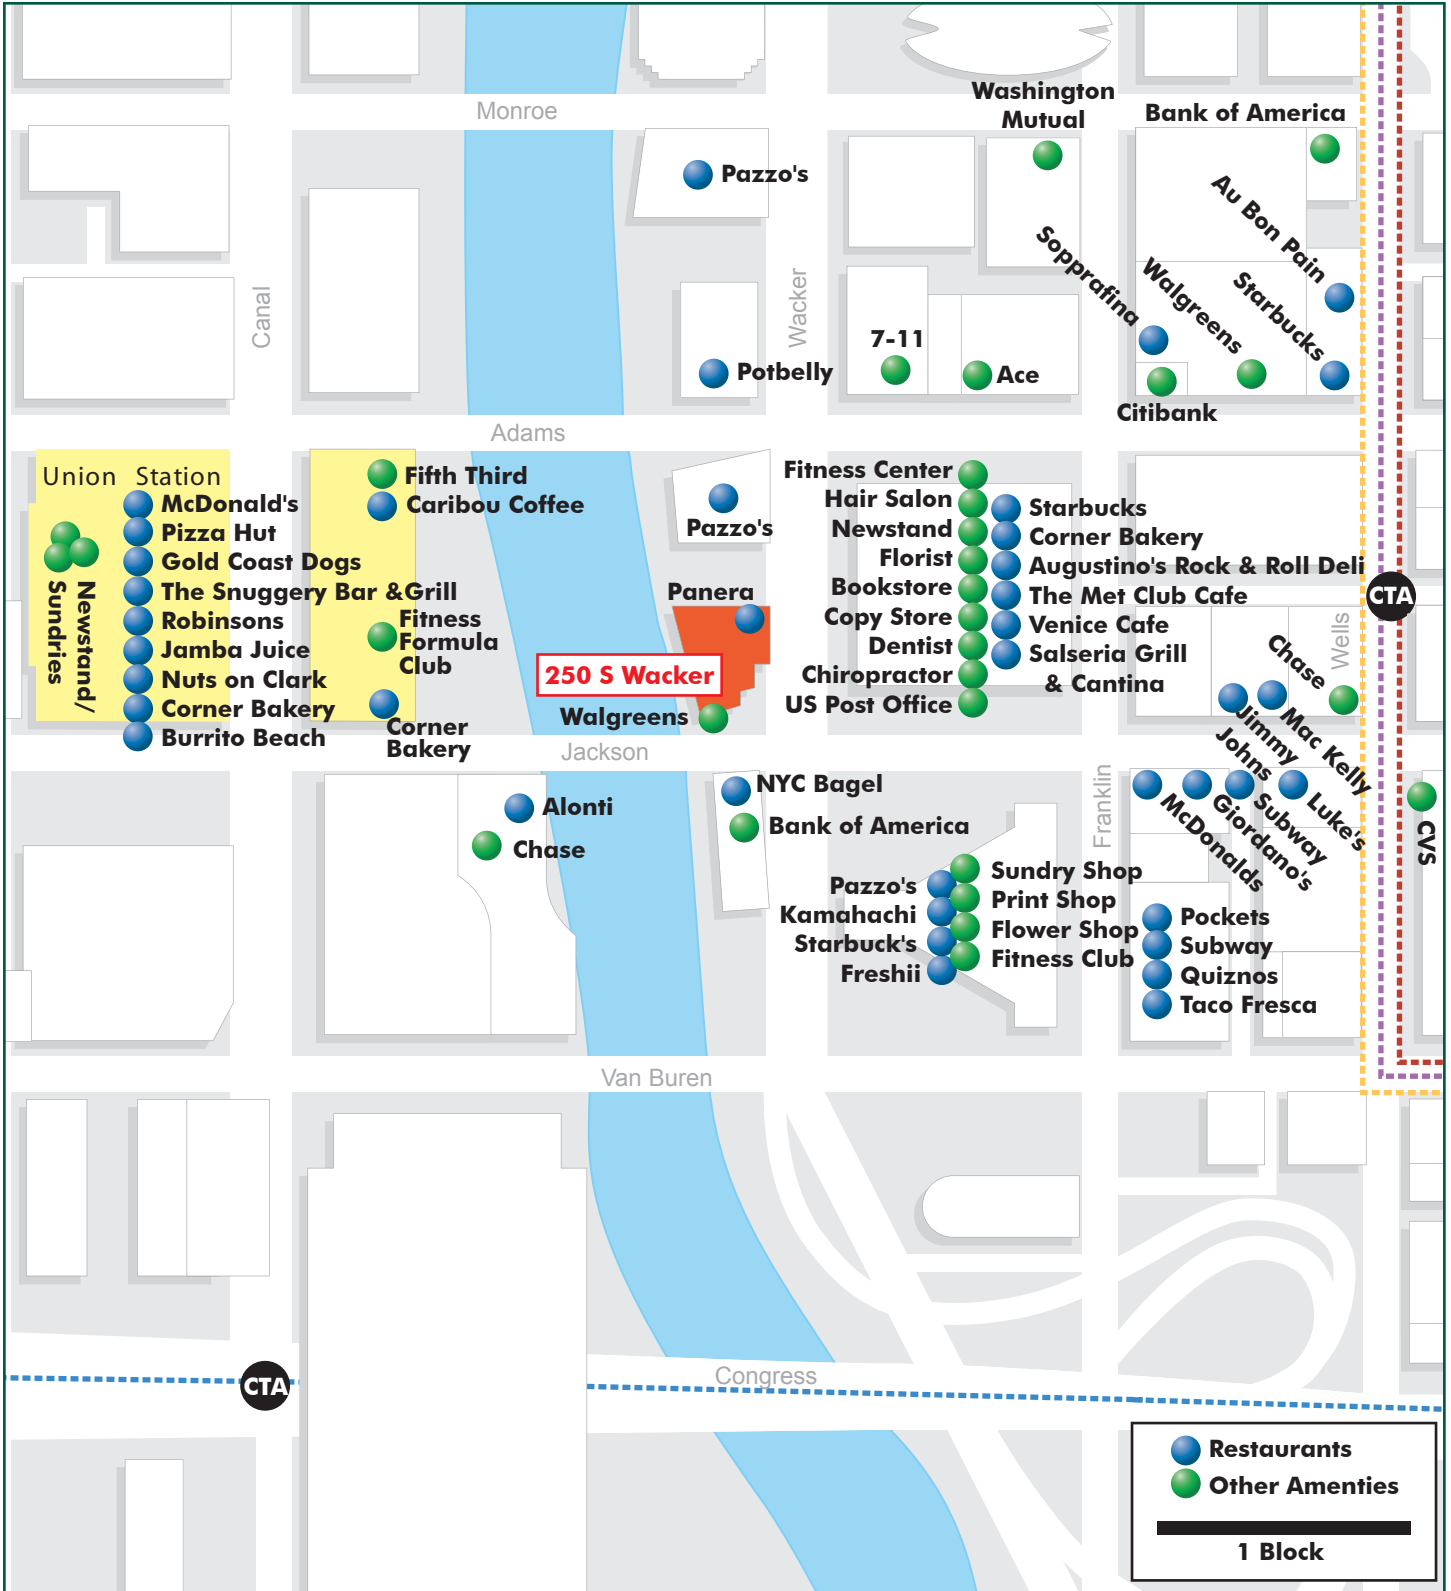 Monroe
Washington
Mutual
Bank of America
Pazzo's
Au Bon Pain
Sopprafina
Walgreens
Starbucks
Canal
Wacker
7-11
Ace
Potbelly
Citibank
Adams
Union Station
McDonald's
Pizza Hut
Gold Coast Dogs
The Snuggery Bar &Grill
Robinsons
Jamba Juice
Nuts on Clark
Corner Bakery
Burrito Beach
Newstand/
Sundries
Fifth Third
Caribou Coffee
Fitness
Formula
Club
Corner
Bakery
Pazzo's
Panera
250 S Wacker
Walgreens
Fitness Center
Hair Salon
Newstand
Florist
Bookstore
Copy Store
Dentist
Chiropractor
US Post Office
Starbucks
Corner Bakery
Augustino's Rock & Roll Deli
The Met Club Cafe
Venice Cafe
Salseria Grill
& Cantina
CTA
Wells
Chase
Jimmy
Johns
Mac Kelly
Jackson
Alonti
Chase
NYC Bagel
Bank of America
Franklin
McDonalds
Giordano's
Subway
Luke's
CVS
Pazzo's
Kamahachi
Starbuck's
Freshii
Sundry Shop
Print Shop
Flower Shop
Fitness Club
Pockets
Subway
Quiznos
Taco Fresca
Van Buren
CTA
Congress
Restaurants
Other Amenties
1 Block